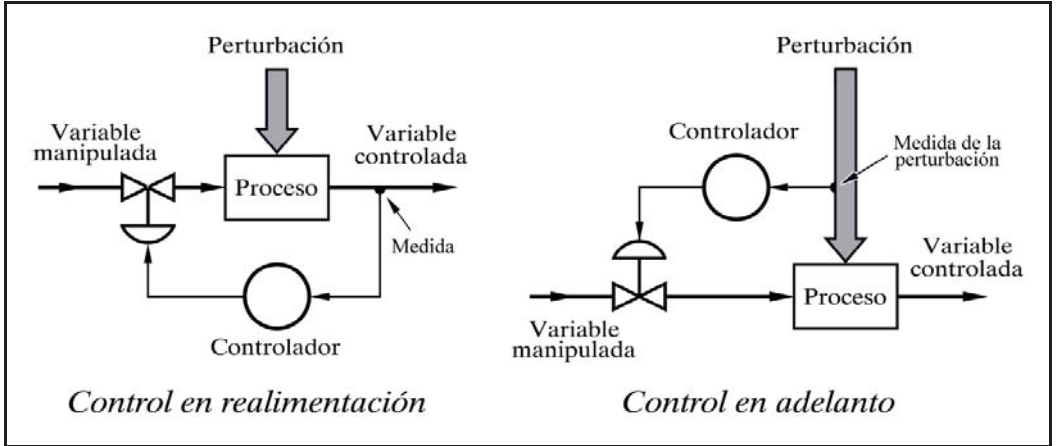 Perturbación
Variable
manipulada
Variable
controlada
Proceso
Medida
Controlador
Control en realimentación
Perturbación
Controlador
Medida de la
perturbación
Variable
controlada
Proceso
Variable
manipulada
Control en adelanto